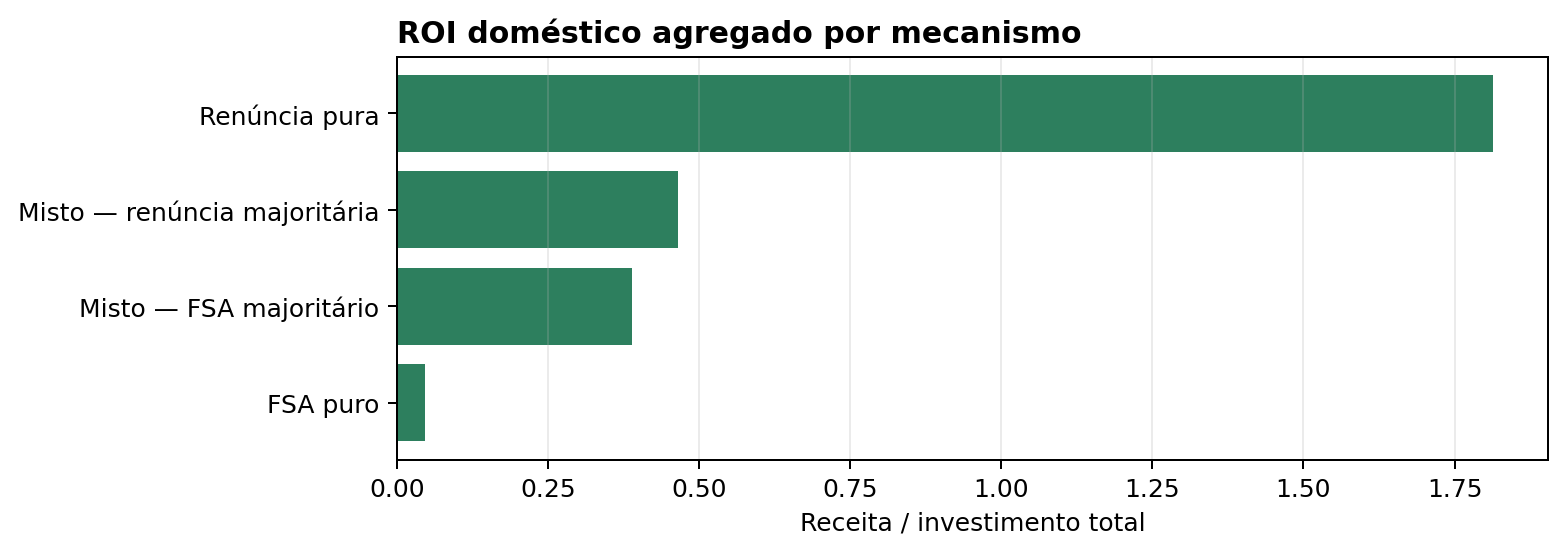 ROI doméstico agregado por mecanismo
Renúncia pura
Misto — renúncia majoritária
Misto — FSA majoritário
FSA puro
0.00 0.25 0.50 0.75 1.00 1.25 1.50 1.75
Receita / investimento total